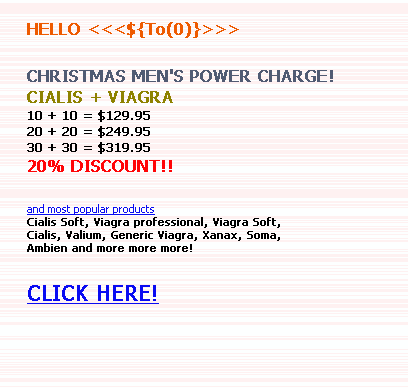 HELLO <<<${To(0)}>>>
CHRISTMAS MEN'S POWER CHARGE!
CIALIS + VIAGRA
10 + 10 = $129.95
20 + 20 = $249.95
30 + 30 = $319.95
20% DISCOUNT!!
and most popular products
Cialis Soft, Viagra professional, Viagra Soft,
Cialis, Valium, Generic Viagra, Xanax, Soma,
Ambien and more more more!
CLICK HERE!